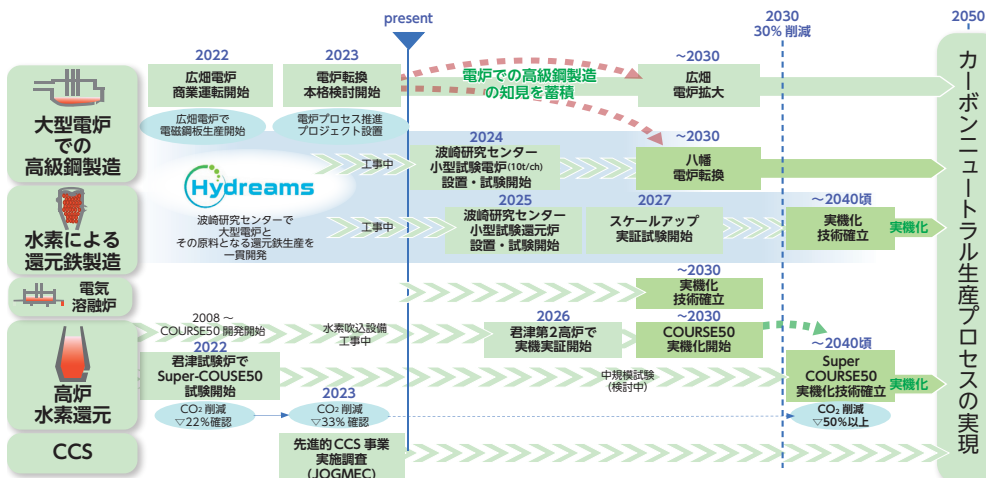 present
2030
30% 削減
2050
カーボンニュートラル生産プロセスの実現
大型電炉
での
高級鋼製造
2022
広畑電炉
商業運転開始
広畑電炉で
電磁鋼板生産開始
2023
電炉転換
本格検討開始
電炉プロセス推進
プロジェクト設置
電炉での高級鋼製造
の知見を蓄積
～2030
広畑
電炉拡大
工事中
2024
波崎研究センター
小型試験電炉(10t/ch)
設置・試験開始
～2030
八幡
電炉転換
Hydreams
波崎研究センターで
大型電炉と
その原料となる還元鉄生産を
一貫開発
水素による
還元鉄製造
工事中
2025
波崎研究センター
小型試験還元炉
設置・試験開始
2027
スケールアップ
実証試験開始
～2040頃
実機化
技術確立
実機化
電気
溶融炉
～2030
実機化
技術確立
高炉
水素還元
2008 ～
COURSE50 開発開始
水素吹込設備
工事中
2026
君津第2高炉で
実機実証開始
～2030
COURSE50
実機化開始
2022
君津試験炉で
Super-COUSE50
試験開始
中規模試験
(検討中)
～2040頃
Super
COURSE50
実機化技術確立
実機化
CO₂ 削減
▽22%確認
2023
CO₂ 削減
▽33% 確認
CO₂ 削減
▽50%以上
CCS
先進的 CCS 事業
実施調査
(JOGMEC)